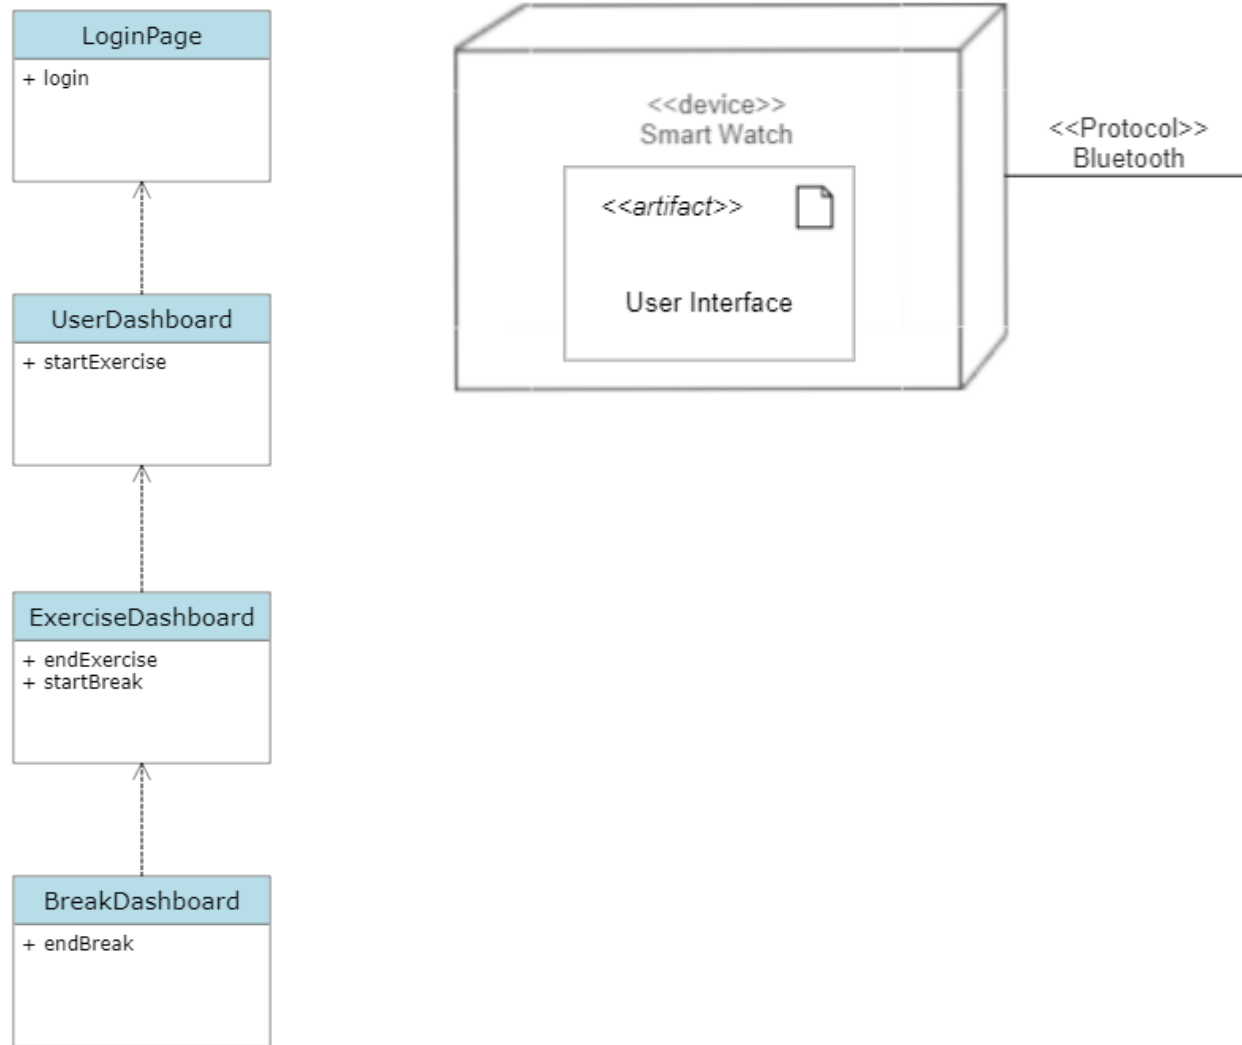 LoginPage
+ login
UserDashboard
+ startExercise
ExerciseDashboard
+ endExercise
+ startBreak
BreakDashboard
+ endBreak
<<device>>
Smart Watch
<<artifact>>
User Interface
<<Protocol>>
Bluetooth